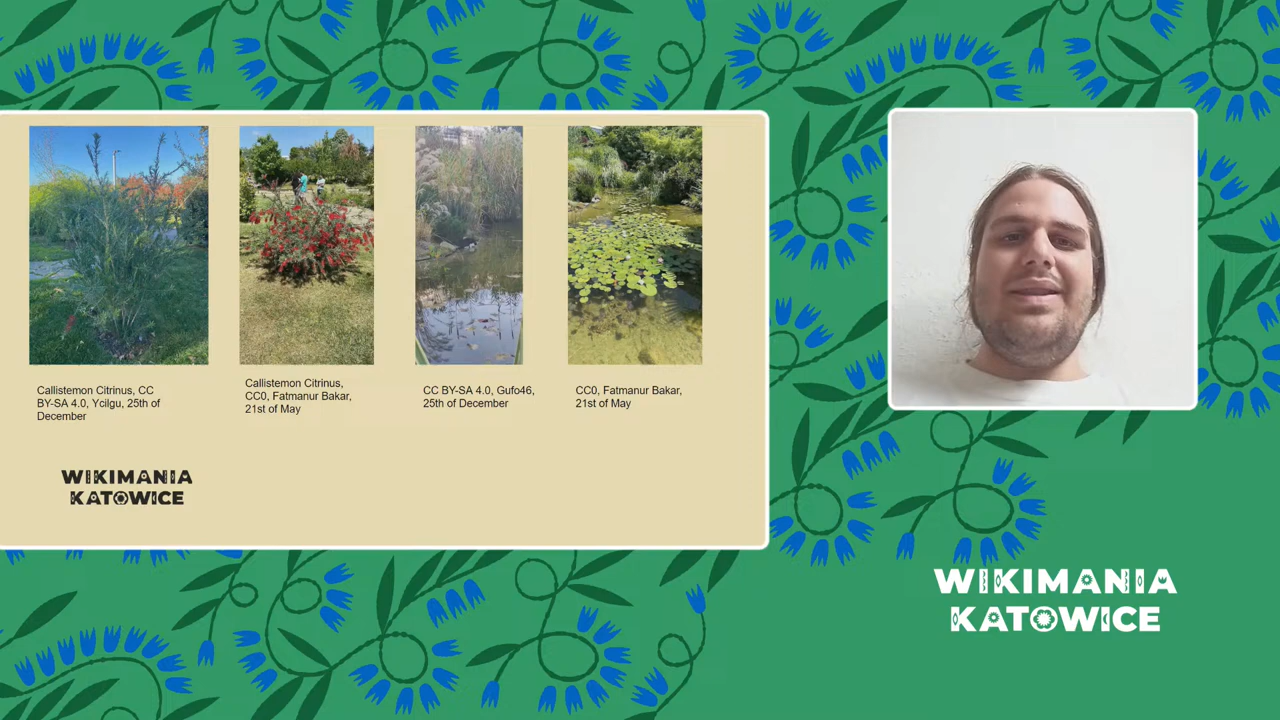 Callistemon Citrinus, CC
BY-SA 4.0, Ycilgu, 25th of
December
Callistemon Citrinus,
CC0, Fatmanur Bakar,
21st of May
CC BY-SA 4.0, Gufo46,
25th of December
CC0, Fatmanur Bakar,
21st of May
WIKIMANIA
KATOWICE
WIKIMANIA
KATOWICE